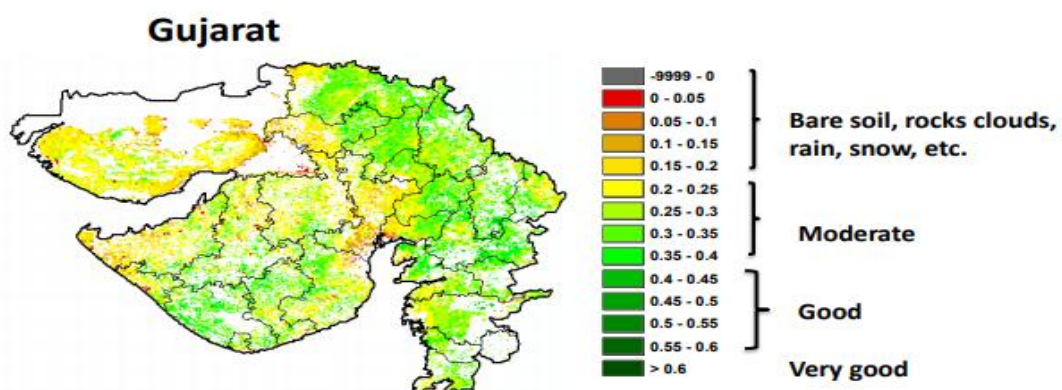 Gujarat
-9999 - 0
0 - 0.05
0.05 - 0.1
0.1 - 0.15
0.15 - 0.2
0.2 - 0.25
0.25 - 0.3
0.3 - 0.35
0.35 - 0.4
0.4 - 0.45
0.45 - 0.5
0.5 - 0.55
0.55 - 0.6
> 0.6
Bare soil, rocks clouds,
rain, snow, etc.
Moderate
Good
Very good